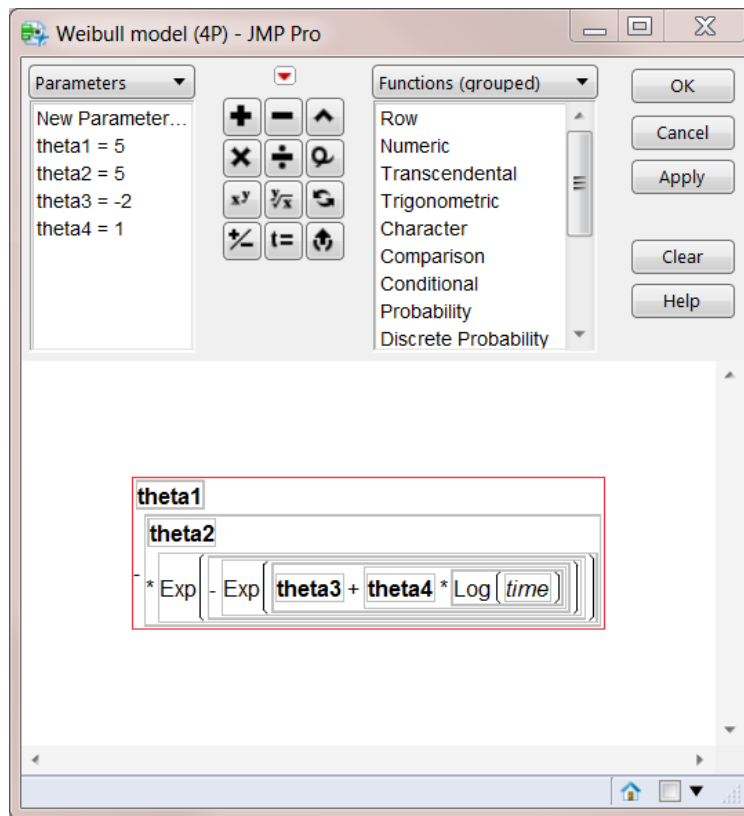 Weibull model (4P) - JMP Pro
Parameters
New Parameter...
theta1 = 5
theta2 = 5
theta3 = -2
theta4 = 1
xʸ ʸ√x
t=
Functions (grouped)
Row
Numeric
Transcendental
Trigonometric
Character
Comparison
Conditional
Probability
Discrete Probability
OK
Cancel
Apply
Clear
Help
theta1
theta2
- * Exp( - Exp( theta3 + theta4 * Log( time ) ) )